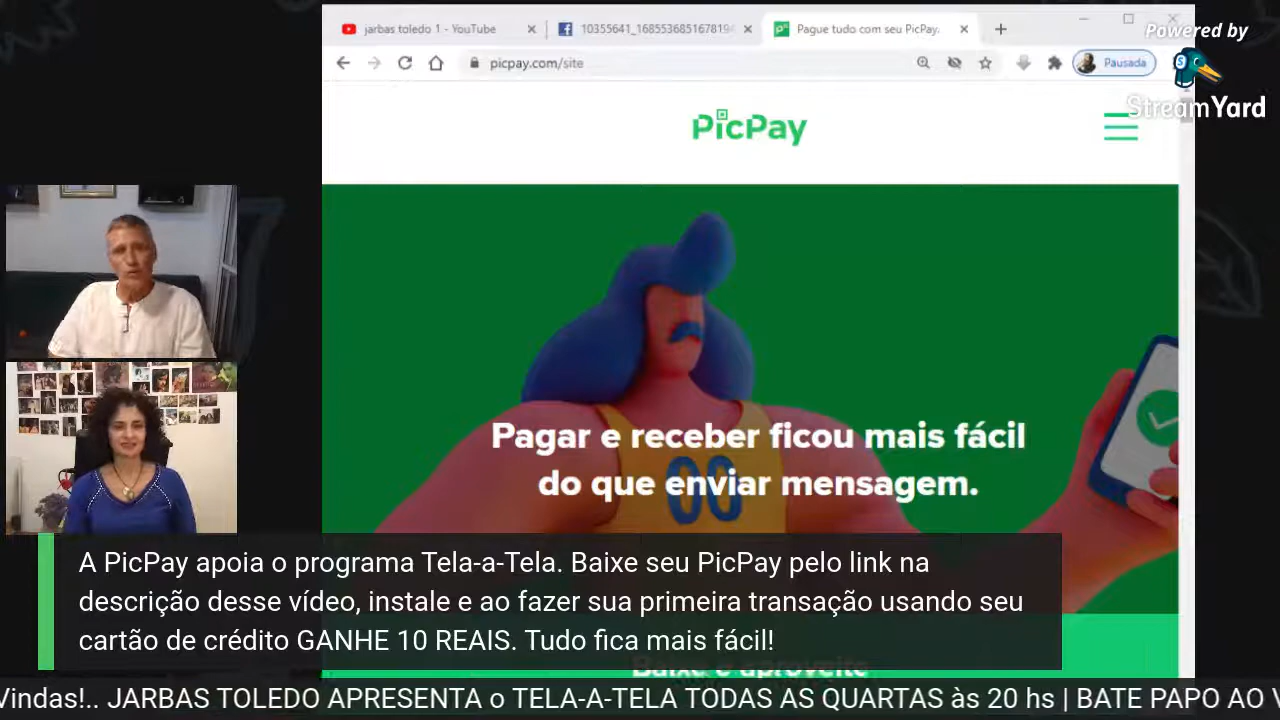 jarbas toledo 1 - YouTube
Pague tudo com seu PicPay.
Powered by
picpay.com/site
Pausada
StreamYard
PicPay
Pagar e receber ficou mais fácil
do que enviar mensagem.
00
A PicPay apoia o programa Tela-a-Tela. Baixe seu PicPay pelo link na
descrição desse vídeo, instale e ao fazer sua primeira transação usando seu
cartão de crédito GANHE 10 REAIS. Tudo fica mais fácil!
Baixe e aproveite
Vindas!.. JARBAS TOLEDO APRESENTA o TELA-A-TELA TODAS AS QUARTAS às 20 hs | BATE PAPO AO V